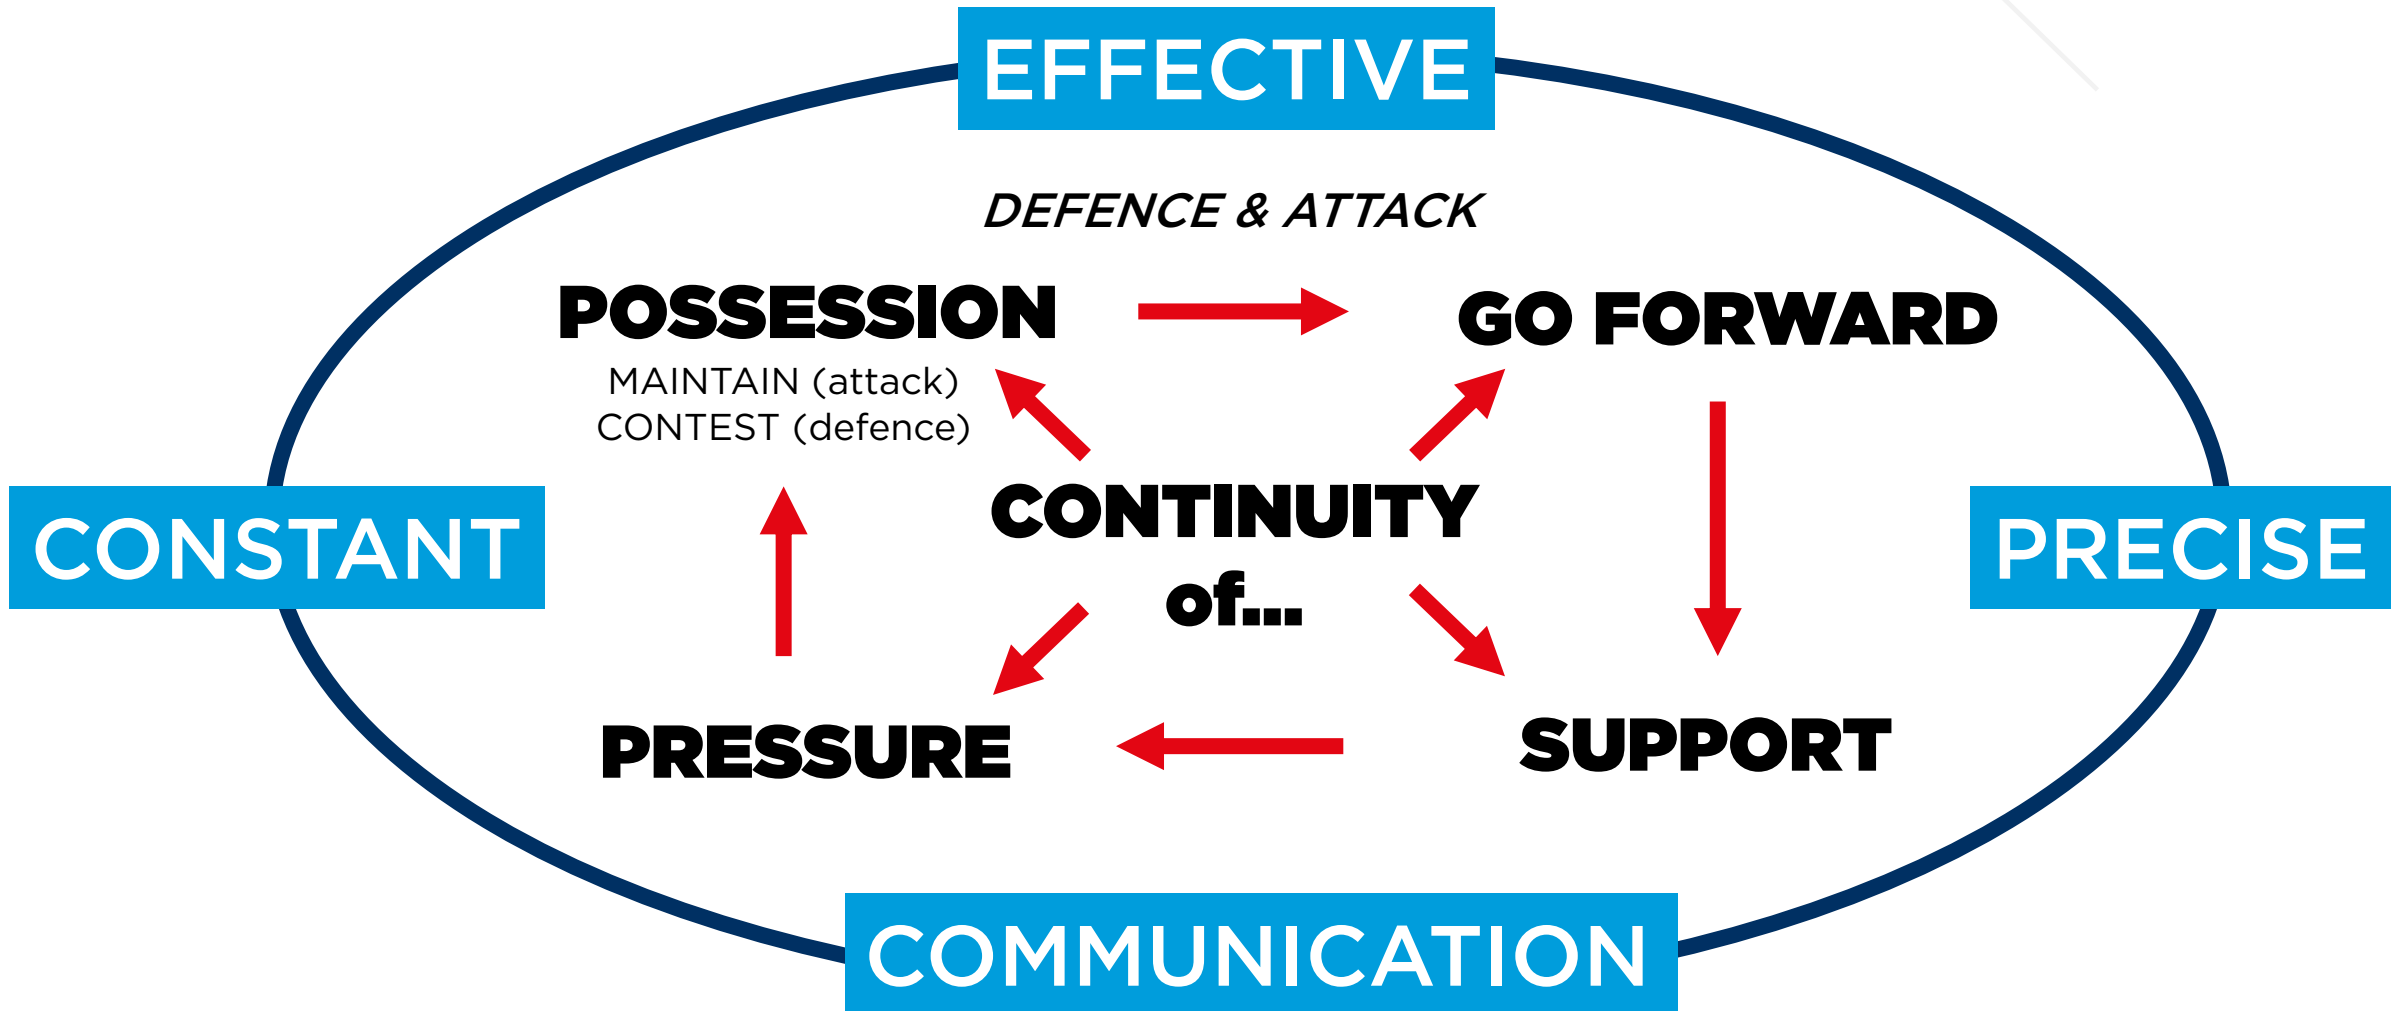 EFFECTIVE
DEFENCE & ATTACK
POSSESSION
GO FORWARD
MAINTAIN (attack)
CONTEST (defence)
CONTINUITY
of...
CONSTANT
PRECISE
PRESSURE
SUPPORT
COMMUNICATION